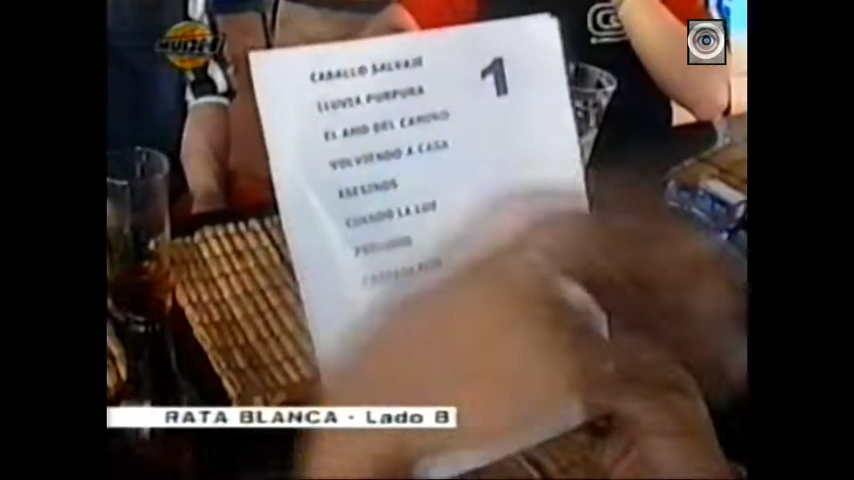 CABALLO SALVAJE
1
LLUVIA PURPURA
EL AMO DEL CAMINO
VOLVIENDO A CASA
ASESINOS
CUANDO LA LUZ
RATA BLANCA - Lado B